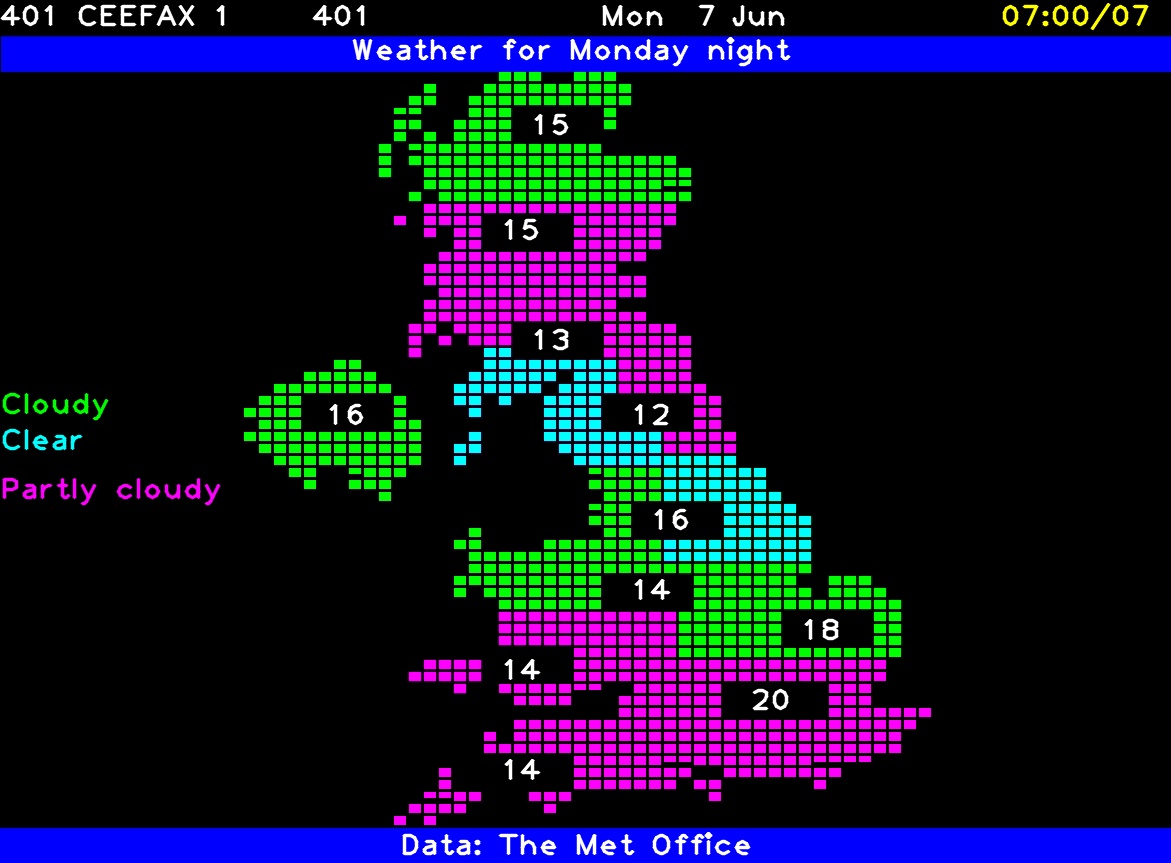 401 CEEFAX 1 401 Mon 7 Jun 07:00/07
Weather for Monday night
15
15
13
Cloudy
16
12
Clear
Partly cloudy
16
14
18
14
20
14
Data: The Met Office